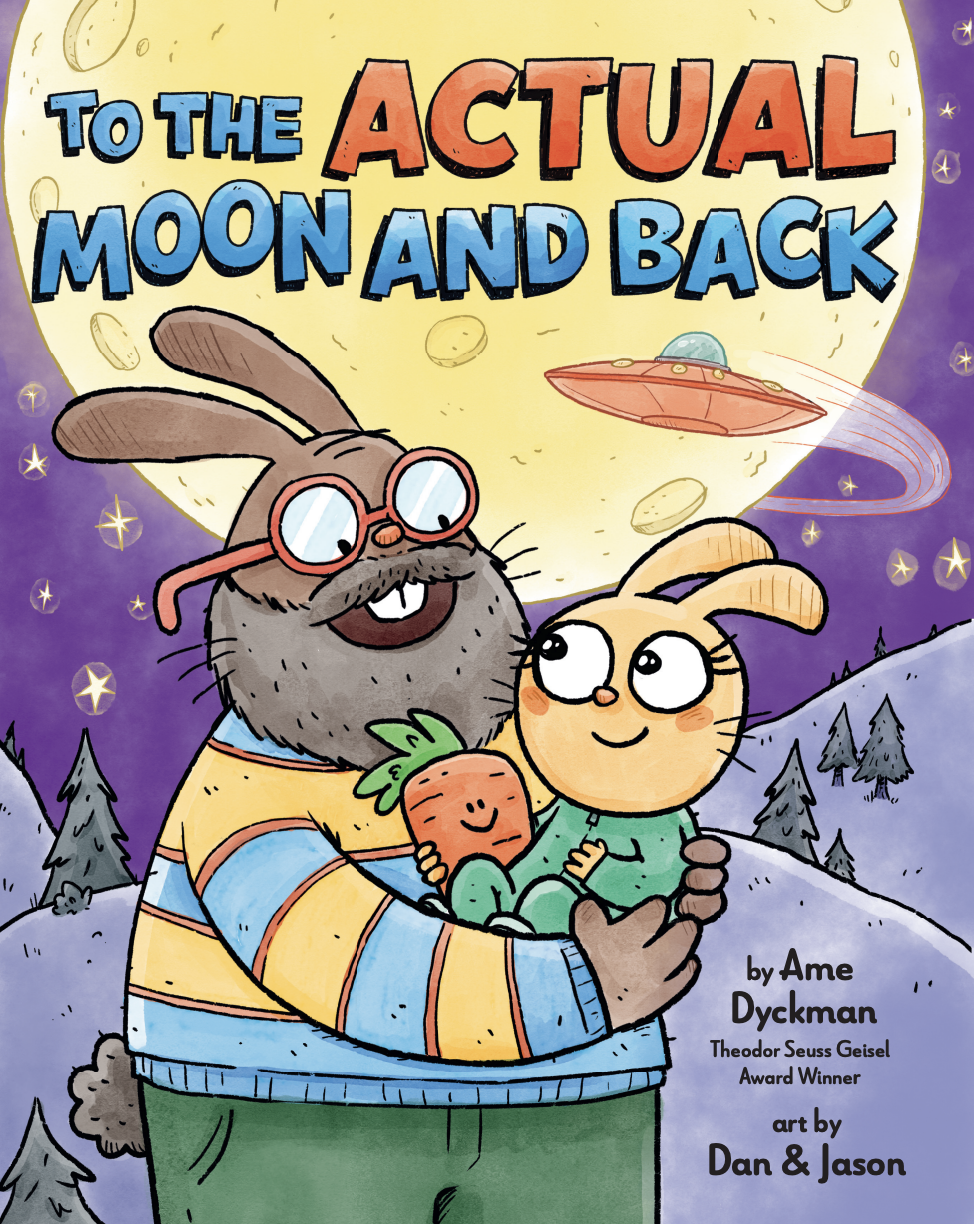 TO THE ACTUAL
MOON AND BACK
by Ame
Dyckman
Theodor Seuss Geisel
Award Winner
art by
Dan & Jason